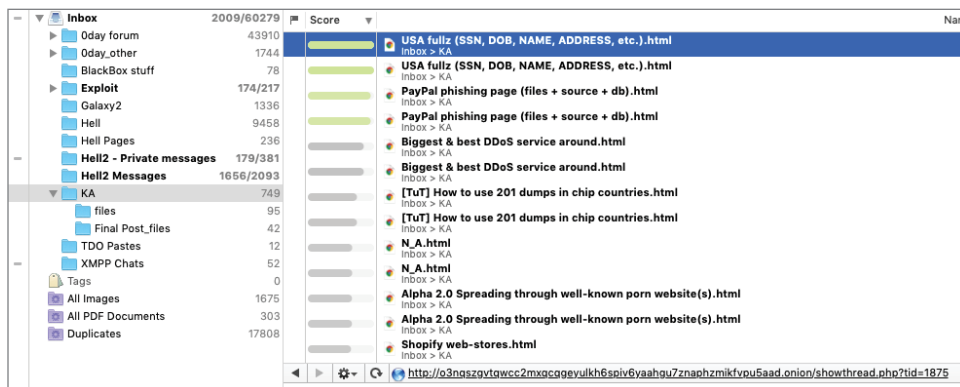 Inbox 2009/60279
0day forum 43910
0day_other 1744
BlackBox stuff 78
Exploit 174/217
Galaxy2 1336
Hell 9458
Hell Pages 236
Hell2 - Private messages 179/381
Hell2 Messages 1656/2093
KA 749
files 95
Final Post_files 42
TDO Pastes 12
XMPP Chats 52
Tags 0
All Images 1675
All PDF Documents 303
Duplicates 17808
Score Nar
USA fullz (SSN, DOB, NAME, ADDRESS, etc.).html
Inbox > KA
USA fullz (SSN, DOB, NAME, ADDRESS, etc.).html
Inbox > KA
PayPal phishing page (files + source + db).html
Inbox > KA
PayPal phishing page (files + source + db).html
Inbox > KA
Biggest & best DDoS service around.html
Inbox > KA
Biggest & best DDoS service around.html
Inbox > KA
[TuT] How to use 201 dumps in chip countries.html
Inbox > KA
[TuT] How to use 201 dumps in chip countries.html
Inbox > KA
N_A.html
Inbox > KA
N_A.html
Inbox > KA
Alpha 2.0 Spreading through well-known porn website(s).html
Inbox > KA
Alpha 2.0 Spreading through well-known porn website(s).html
Inbox > KA
Shopify web-stores.html
Inbox > KA
http://o3nqszgvtqwcc2mxgcqgeyulkh6spiv6yaahgu7znaphzmikfvpu5aad.onion/showthread.php?tid=1875